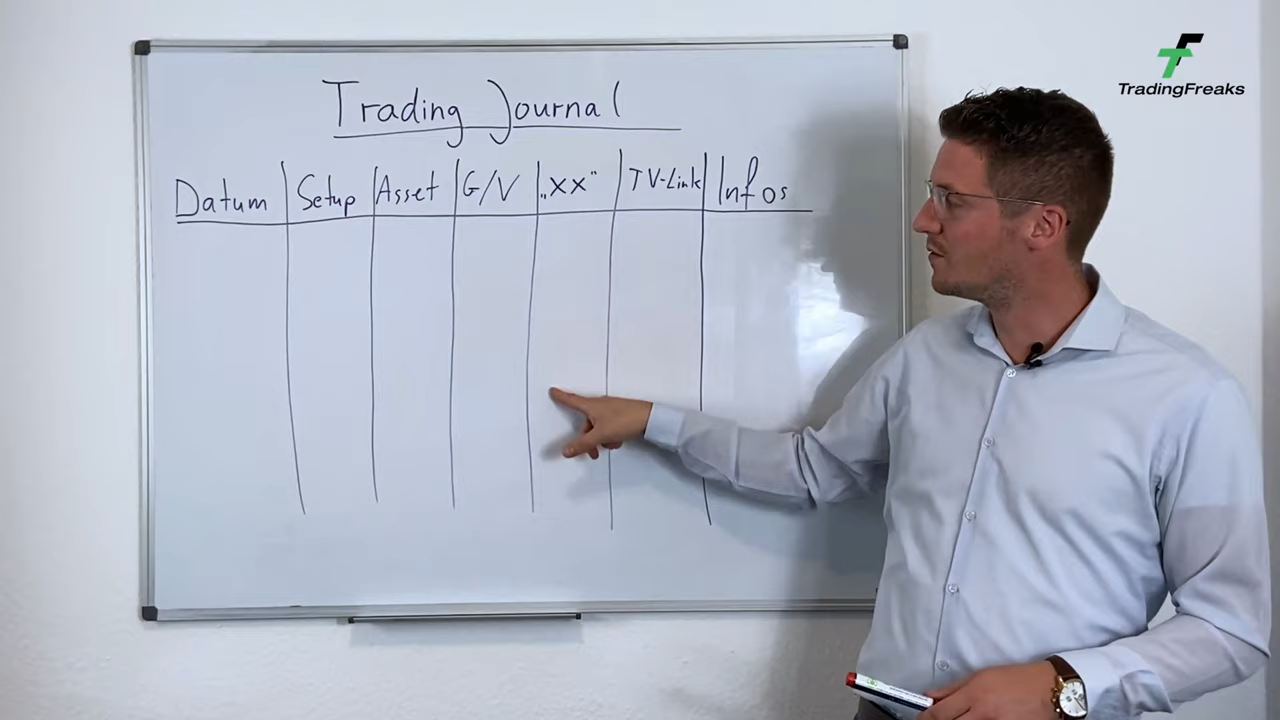 TradingFreaks
Trading Journal
Datum Setup Asset G/V „XX“ TV-Link Infos